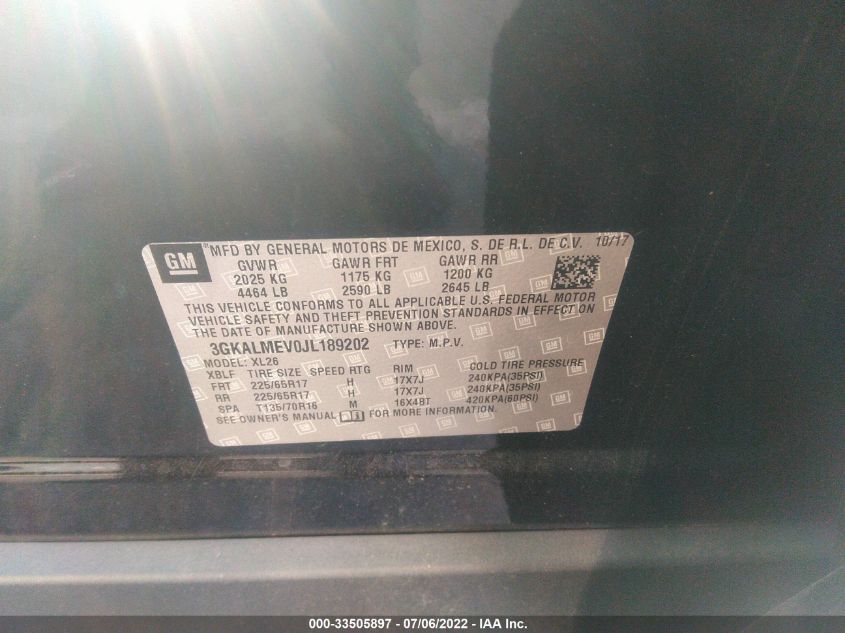 GM
MFD BY GENERAL MOTORS DE MEXICO, S. DE R.L. DE C.V. 10/17
GVWR GAWR FRT GAWR RR
2025 KG 1175 KG 1200 KG
4464 LB 2590 LB 2645 LB
THIS VEHICLE CONFORMS TO ALL APPLICABLE U.S. FEDERAL MOTOR
VEHICLE SAFETY AND THEFT PREVENTION STANDARDS IN EFFECT ON
THE DATE OF MANUFACTURE SHOWN ABOVE.
3GKALMEV0JL189202 TYPE: M.P.V.
MODEL: XL26
XBLF TIRE SIZE SPEED RTG RIM COLD TIRE PRESSURE
FRT 225/65R17 H 17X7J 240KPA(35PSI)
RR 225/65R17 H 17X7J 240KPA(35PSI)
SPA T135/70R16 M 16X4BT 420KPA(60PSI)
SEE OWNER'S MANUAL FOR MORE INFORMATION.
000-33505897 - 07/06/2022 - IAA Inc.